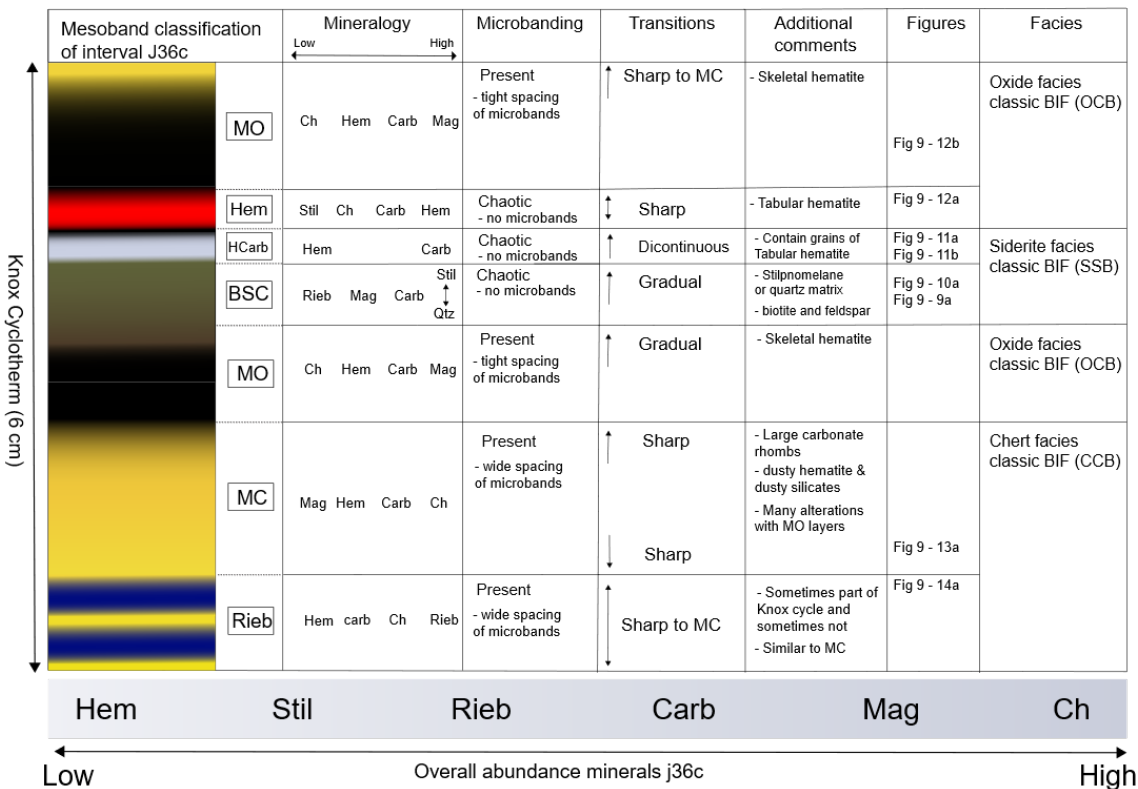 Mesoband classification
of interval J36c
Mineralogy
Low High
Microbanding
Transitions
Additional
comments
Figures
Facies
Knox Cyclotherm (6 cm)
MO
Ch Hem Carb Mag
Present
- tight spacing
of microbands
Sharp to MC
- Skeletal hematite
Fig 9 - 12b
Oxide facies
classic BIF (OCB)
Hem
Stil Ch Carb Hem
Chaotic
- no microbands
Sharp
- Tabular hematite
Fig 9 - 12a
HCarb
Hem Carb
Chaotic
- no microbands
Dicontinuous
- Contain grains of
Tabular hematite
Fig 9 - 11a
Fig 9 - 11b
Siderite facies
classic BIF (SSB)
BSC
Rieb Mag Carb
Stil
Qtz
Chaotic
- no microbands
Gradual
- Stilpnomelane
or quartz matrix
- biotite and feldspar
Fig 9 - 10a
Fig 9 - 9a
MO
Ch Hem Carb Mag
Present
- tight spacing
of microbands
Gradual
- Skeletal hematite
Oxide facies
classic BIF (OCB)
MC
Mag Hem Carb Ch
Present
- wide spacing
of microbands
Sharp
Sharp
- Large carbonate
rhombs
- dusty hematite &
dusty silicates
- Many alterations
with MO layers
Fig 9 - 13a
Chert facies
classic BIF (CCB)
Rieb
Hem carb Ch Rieb
Present
- wide spacing
of microbands
Sharp to MC
- Sometimes part of
Knox cycle and
sometimes not
- Similar to MC
Fig 9 - 14a
Hem Stil Rieb Carb Mag Ch
Low Overall abundance minerals j36c High